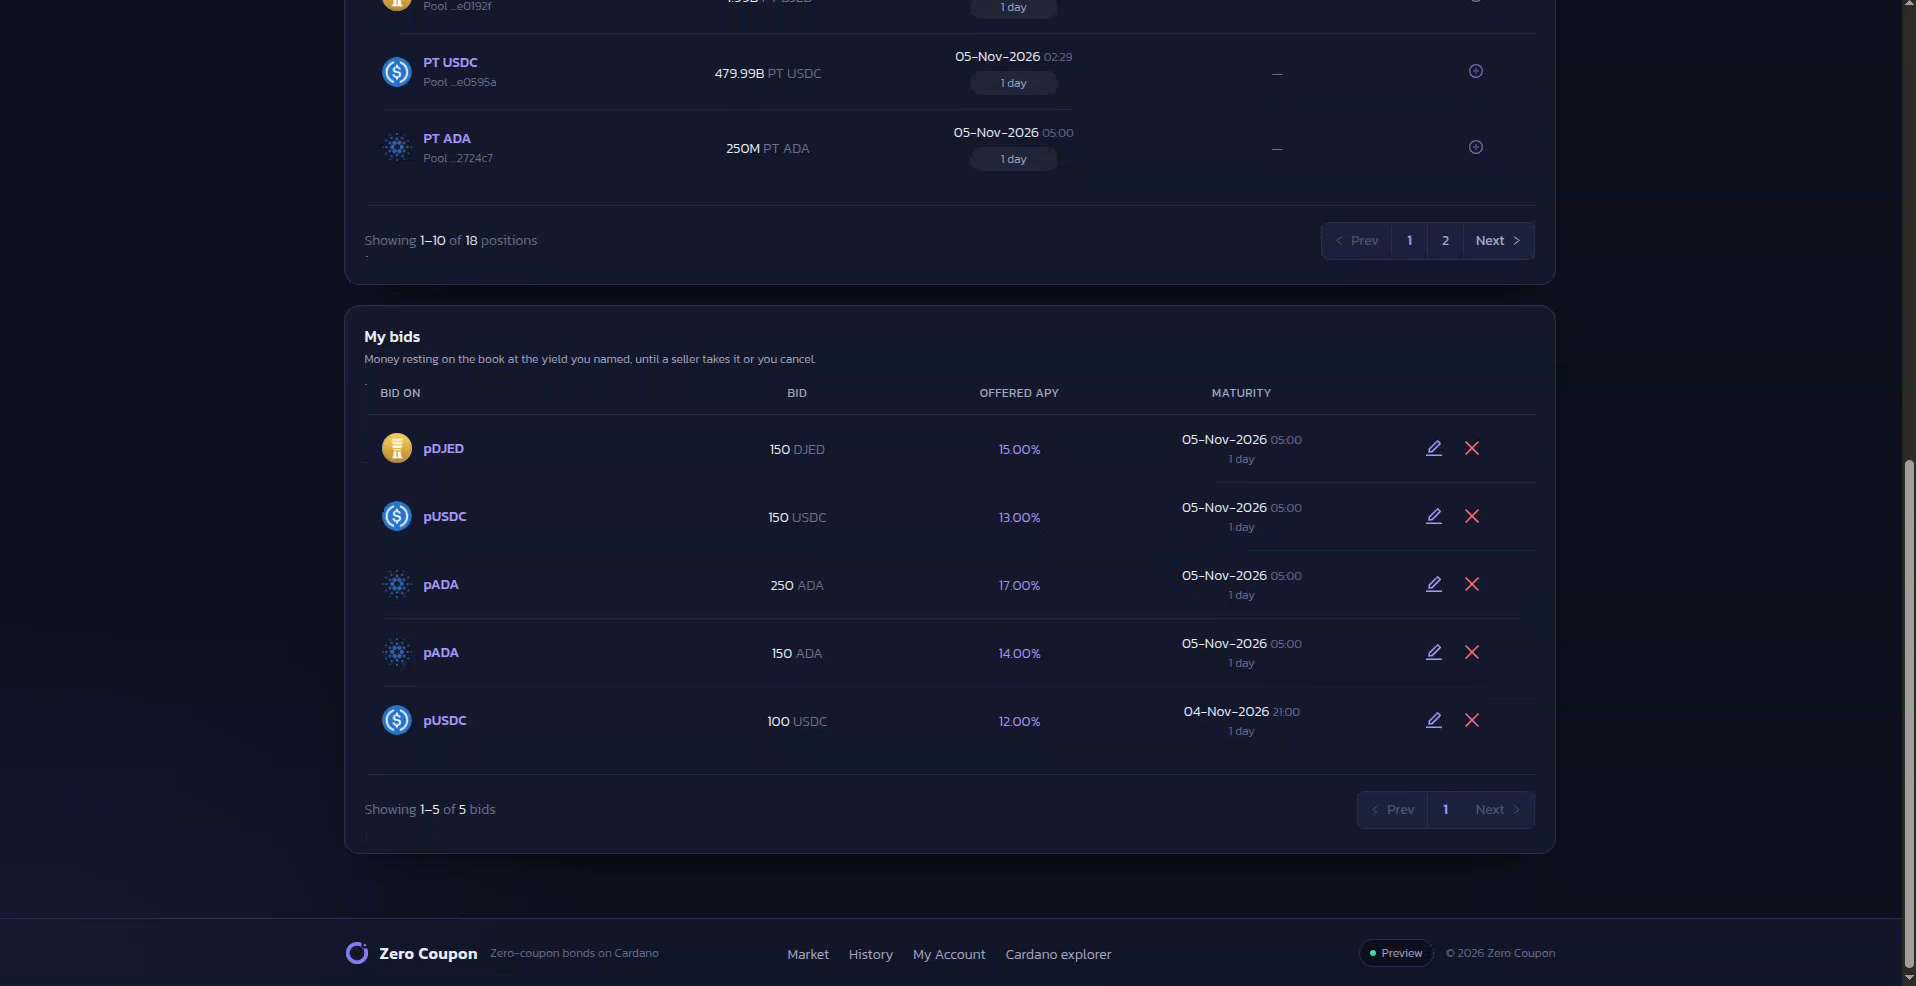 Pool ...e0192f
1.99B PT DJED
1 day
PT USDC
Pool ...e0595a
479.99B PT USDC
05-Nov-2026 02:29
1 day
—
PT ADA
Pool ...2724c7
250M PT ADA
05-Nov-2026 05:00
1 day
—
Showing 1–10 of 18 positions
< Prev 1 2 Next >
My bids
Money resting on the book at the yield you named, until a seller takes it or you cancel.
BID ON BID OFFERED APY MATURITY
pDJED 150 DJED 15.00% 05-Nov-2026 05:00
1 day
pUSDC 150 USDC 13.00% 05-Nov-2026 05:00
1 day
pADA 250 ADA 17.00% 05-Nov-2026 05:00
1 day
pADA 150 ADA 14.00% 05-Nov-2026 05:00
1 day
pUSDC 100 USDC 12.00% 04-Nov-2026 21:00
1 day
Showing 1–5 of 5 bids
< Prev 1 Next >
Zero Coupon Zero-coupon bonds on Cardano Market History My Account Cardano explorer Preview © 2026 Zero Coupon